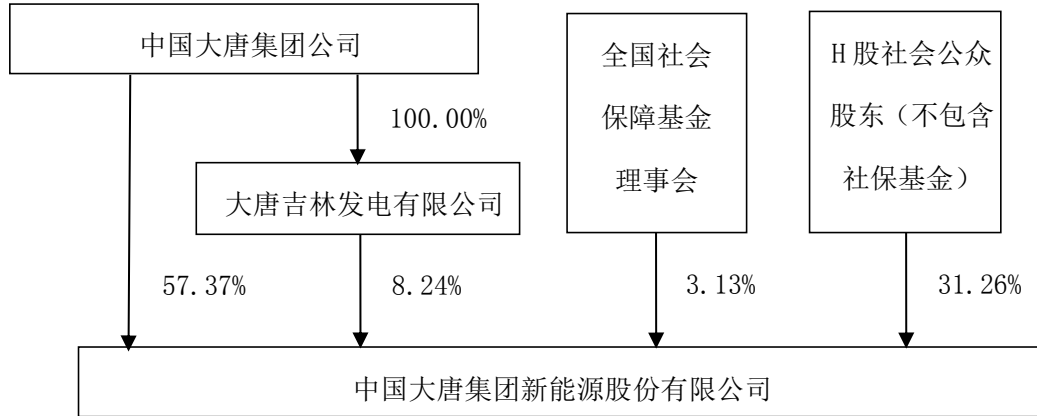 中国大唐集团公司
全国社会
保障基金
理事会
H 股社会公众
股东（不包含
社保基金）
100.00%
大唐吉林发电有限公司
57.37%
8.24%
3.13%
31.26%
中国大唐集团新能源股份有限公司